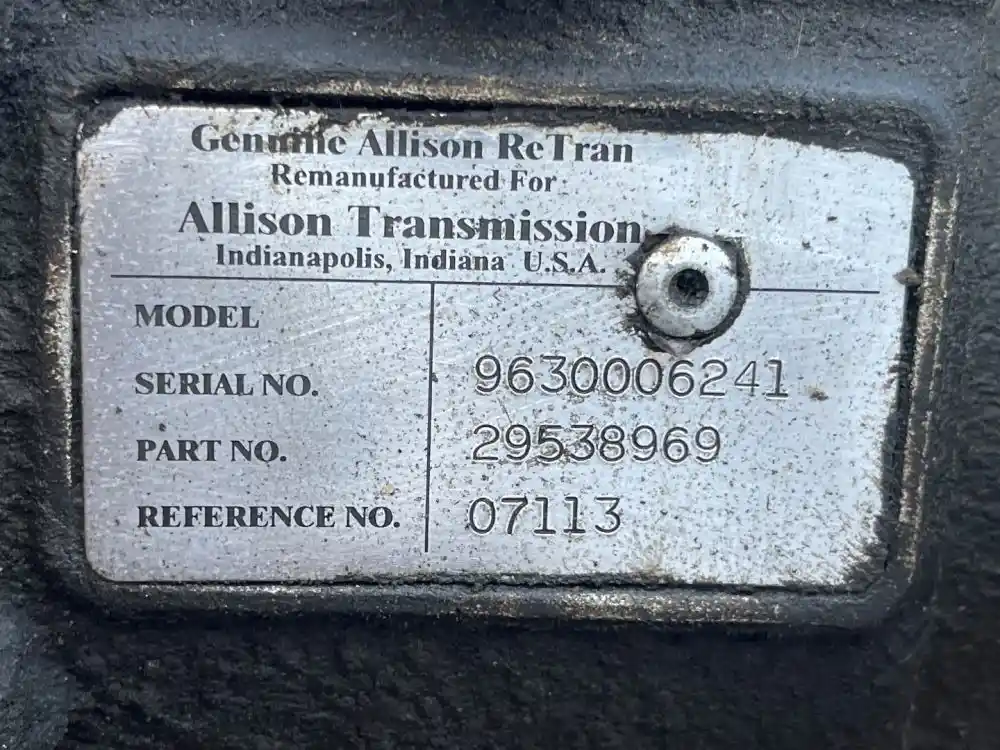 Genuine Allison ReTran
Remanufactured For
Allison Transmission
Indianapolis, Indiana U.S.A.
MODEL
SERIAL NO. 9630006241
PART NO. 29538969
REFERENCE NO. 07113